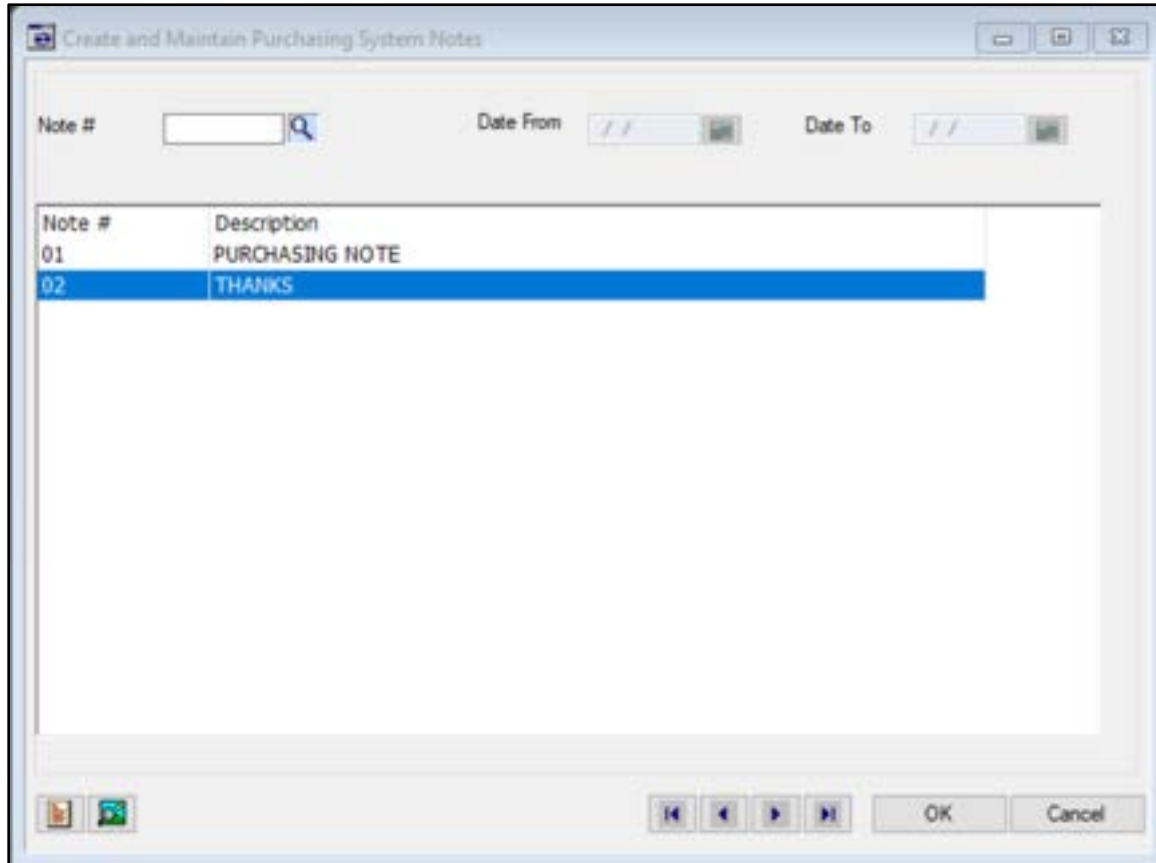 Create and Maintain Purchasing System Notes
Note # Date From / / Date To / /
Note # Description
01 PURCHASING NOTE
02 THANKS
OK Cancel